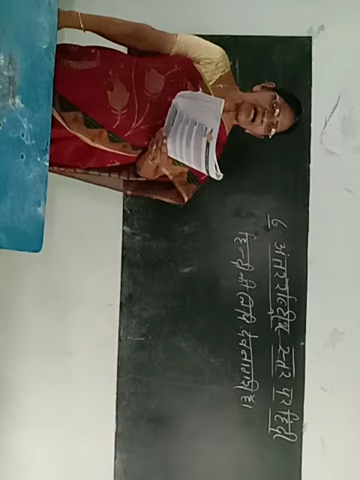 6 अंतरराष्ट्रीय स्तर पर हिंदी
हिन्दी की लिपि देवनागरी है।